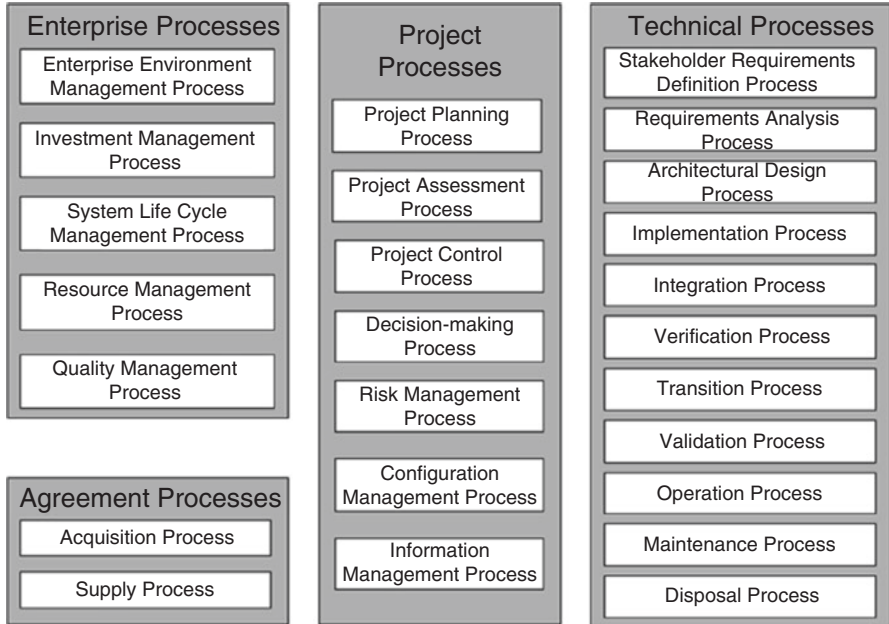 Enterprise Processes
Enterprise Environment
Management Process
Investment Management
Process
System Life Cycle
Management Process
Resource Management
Process
Quality Management
Process
Agreement Processes
Acquisition Process
Supply Process
Project
Processes
Project Planning
Process
Project Assessment
Process
Project Control
Process
Decision-making
Process
Risk Management
Process
Configuration
Management Process
Information
Management Process
Technical Processes
Stakeholder Requirements
Definition Process
Requirements Analysis
Process
Architectural Design
Process
Implementation Process
Integration Process
Verification Process
Transition Process
Validation Process
Operation Process
Maintenance Process
Disposal Process